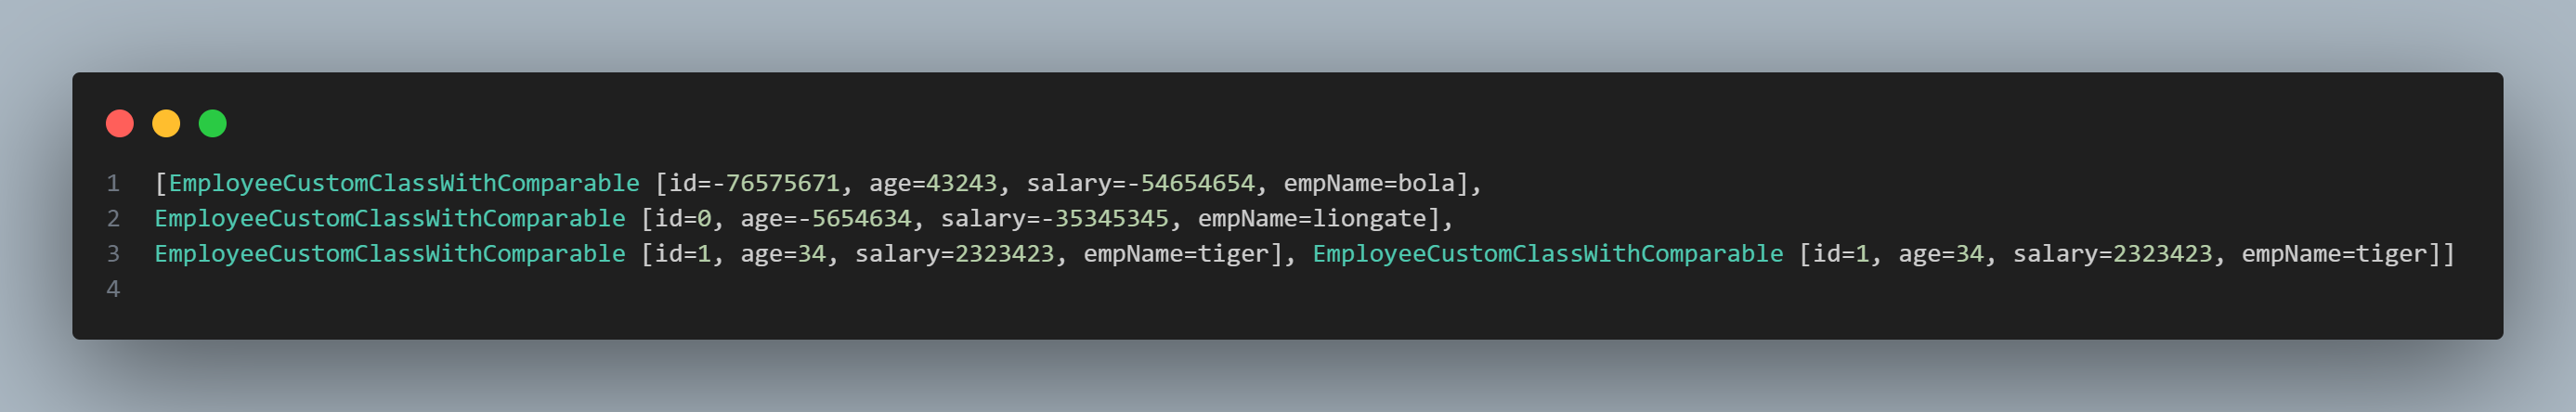 1 [EmployeeCustomClassWithComparable [id=-76575671, age=43243, salary=-54654654, empName=bola],
2 EmployeeCustomClassWithComparable [id=0, age=-5654634, salary=-35345345, empName=liongate],
3 EmployeeCustomClassWithComparable [id=1, age=34, salary=2323423, empName=tiger], EmployeeCustomClassWithComparable [id=1, age=34, salary=2323423, empName=tiger]]
4